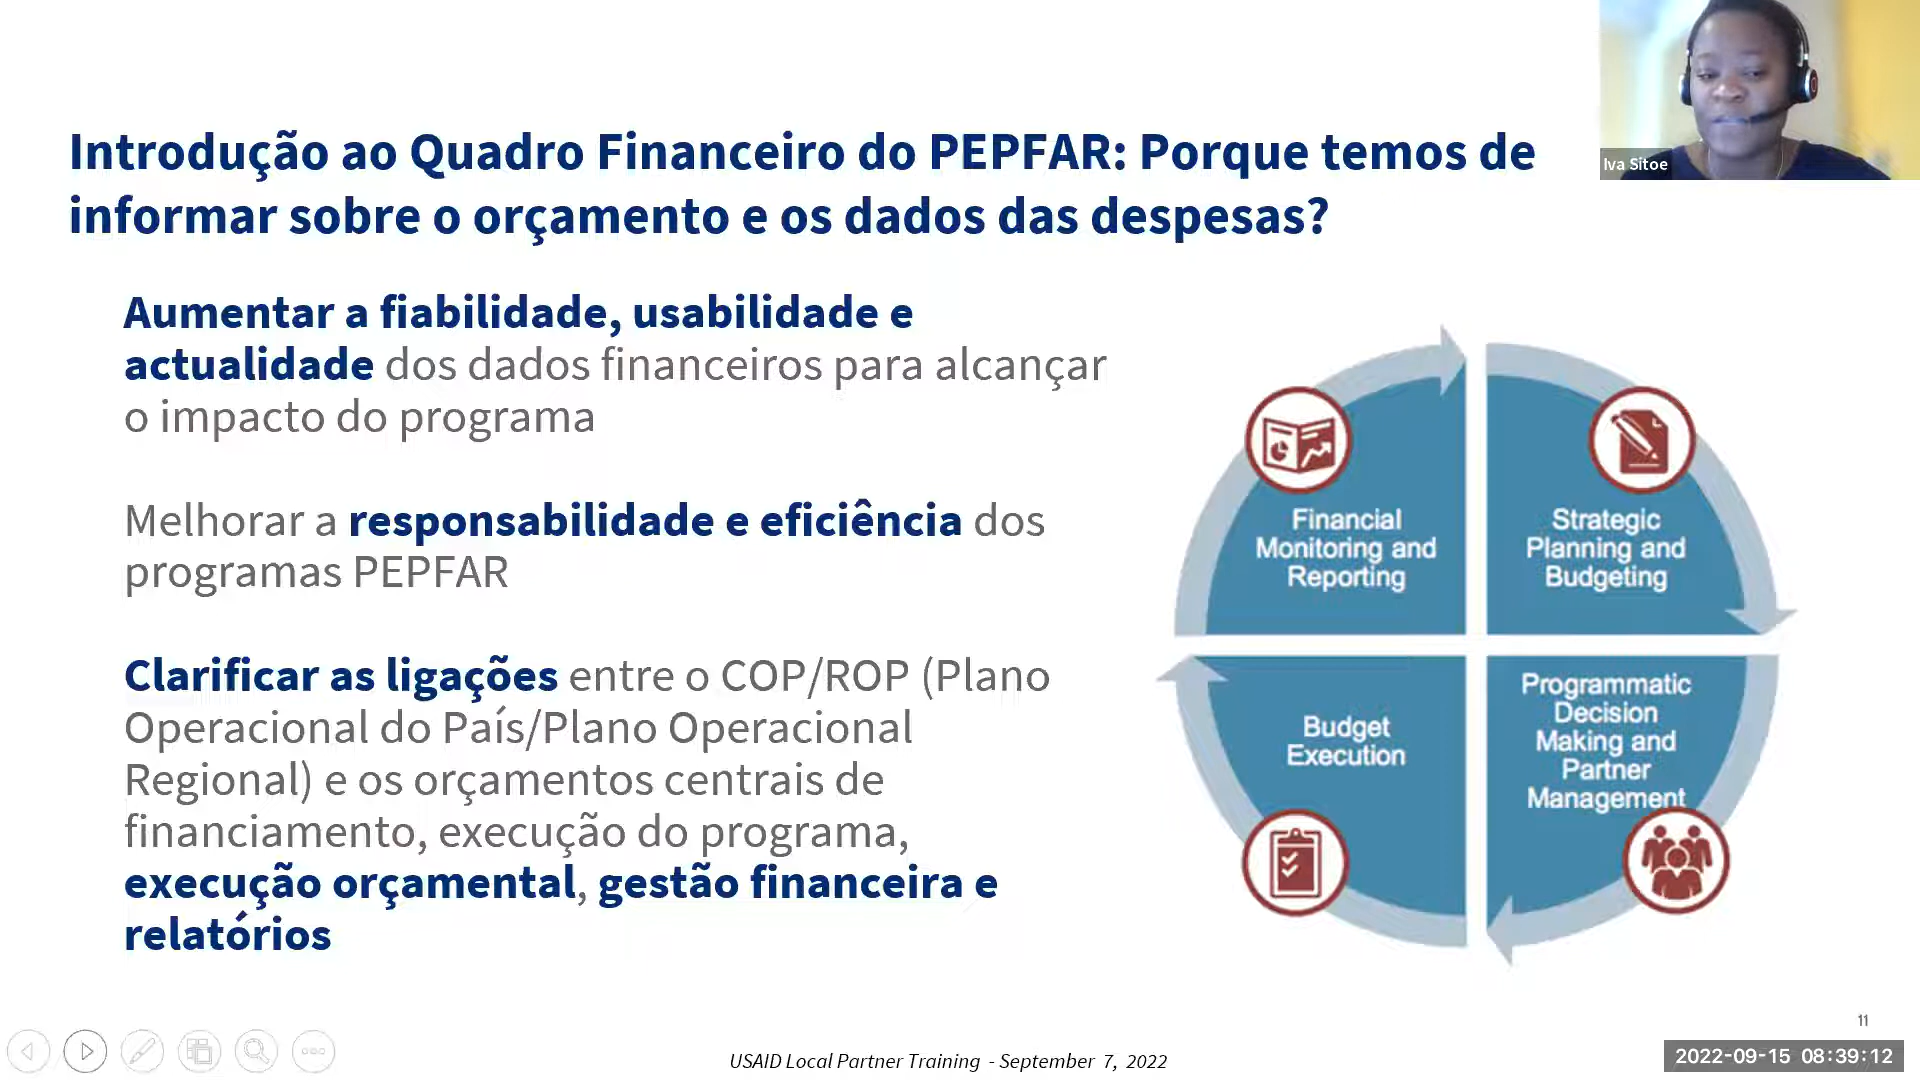 Iva Sitoe
Introdução ao Quadro Financeiro do PEPFAR: Porque temos de
informar sobre o orçamento e os dados das despesas?
Aumentar a fiabilidade, usabilidade e
actualidade dos dados financeiros para alcançar
o impacto do programa
Melhorar a responsabilidade e eficiência dos
programas PEPFAR
Clarificar as ligações entre o COP/ROP (Plano
Operacional do País/Plano Operacional
Regional) e os orçamentos centrais de
financiamento, execução do programa,
execução orçamental, gestão financeira e
relatórios
Financial
Monitoring and
Reporting
Strategic
Planning and
Budgeting
Budget
Execution
Programmatic
Decision
Making and
Partner
Management
11
USAID Local Partner Training - September 7, 2022
2022-09-15 08:39:12